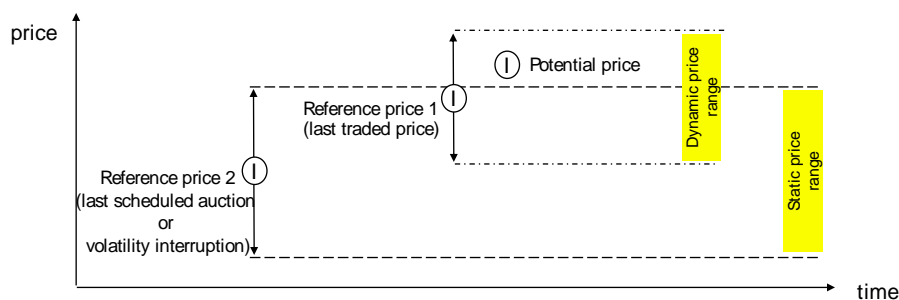 price
Potential price
Reference price 1
(last traded price)
Dynamic price
range
Reference price 2
(last scheduled auction
or
volatility interruption)
Static price
range
time